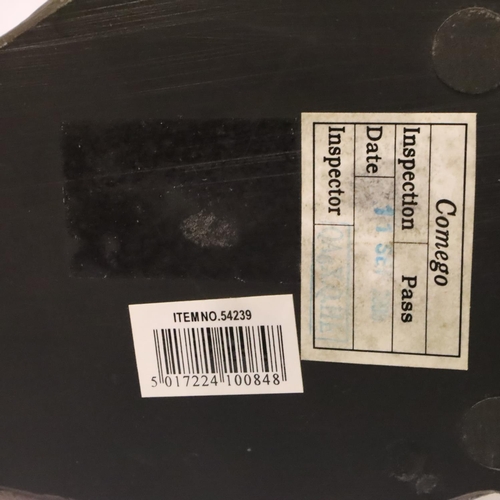 Comego
Inspection Pass
Date
Inspector
ITEM NO. 54239
5 017224 100848